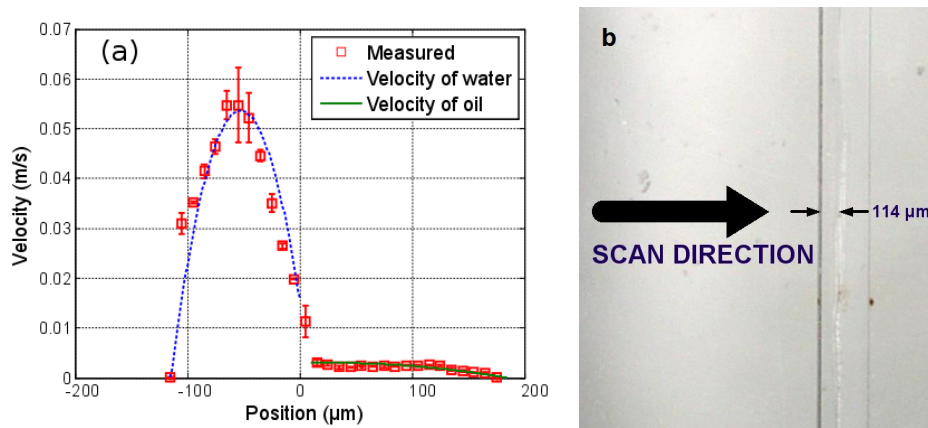 (a)
Measured
Velocity of water
Velocity of oil
0.07
0.06
0.05
0.04
0.03
0.02
0.01
0
Velocity (m/s)
-200
-100
0
100
200
Position (µm)
b
114 µm
SCAN DIRECTION